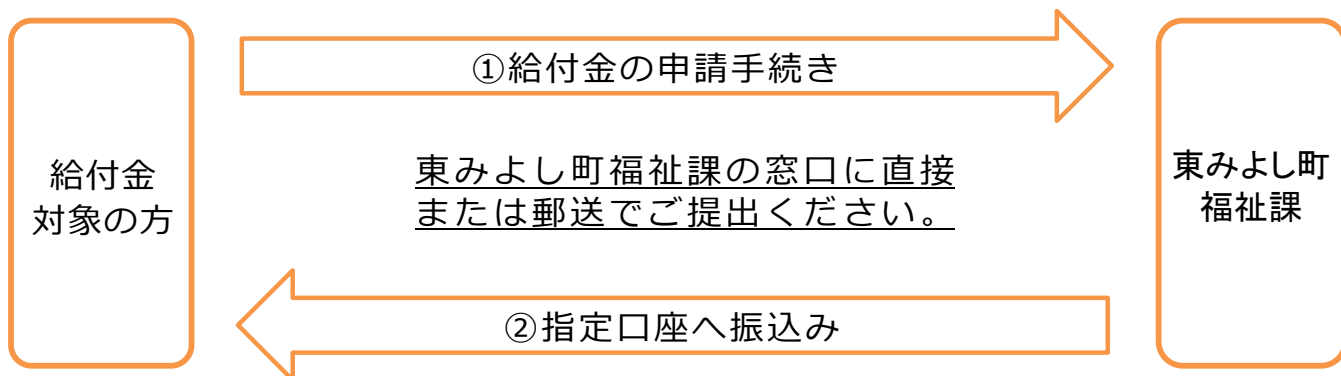 ①給付金の申請手続き
給付金
対象の方
東みよし町福祉課の窓口に直接
または郵送でご提出ください。
東みよし町
福祉課
②指定口座へ振込み